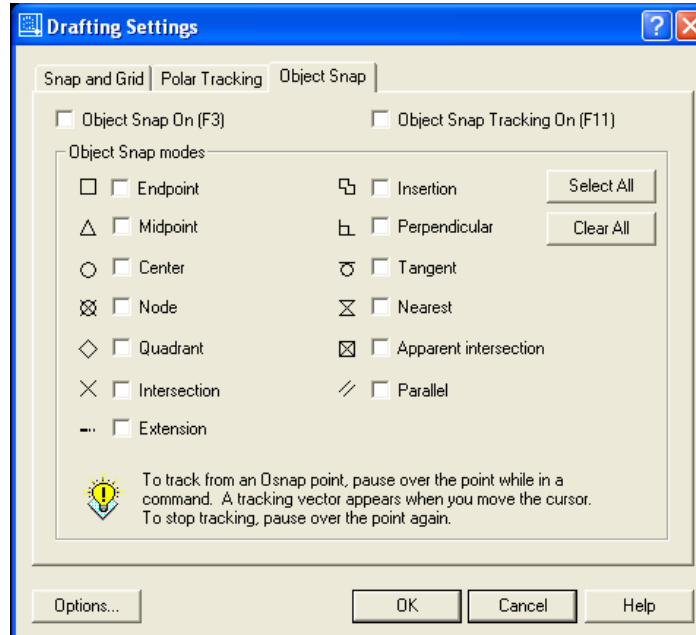 Drafting Settings
Snap and Grid Polar Tracking Object Snap
Object Snap On (F3) Object Snap Tracking On (F11)
Object Snap modes
Endpoint Insertion Select All
Midpoint Perpendicular Clear All
Center Tangent
Node Nearest
Quadrant Apparent intersection
Intersection Parallel
Extension
To track from an Osnap point, pause over the point while in a
command. A tracking vector appears when you move the cursor.
To stop tracking, pause over the point again.
Options... OK Cancel Help